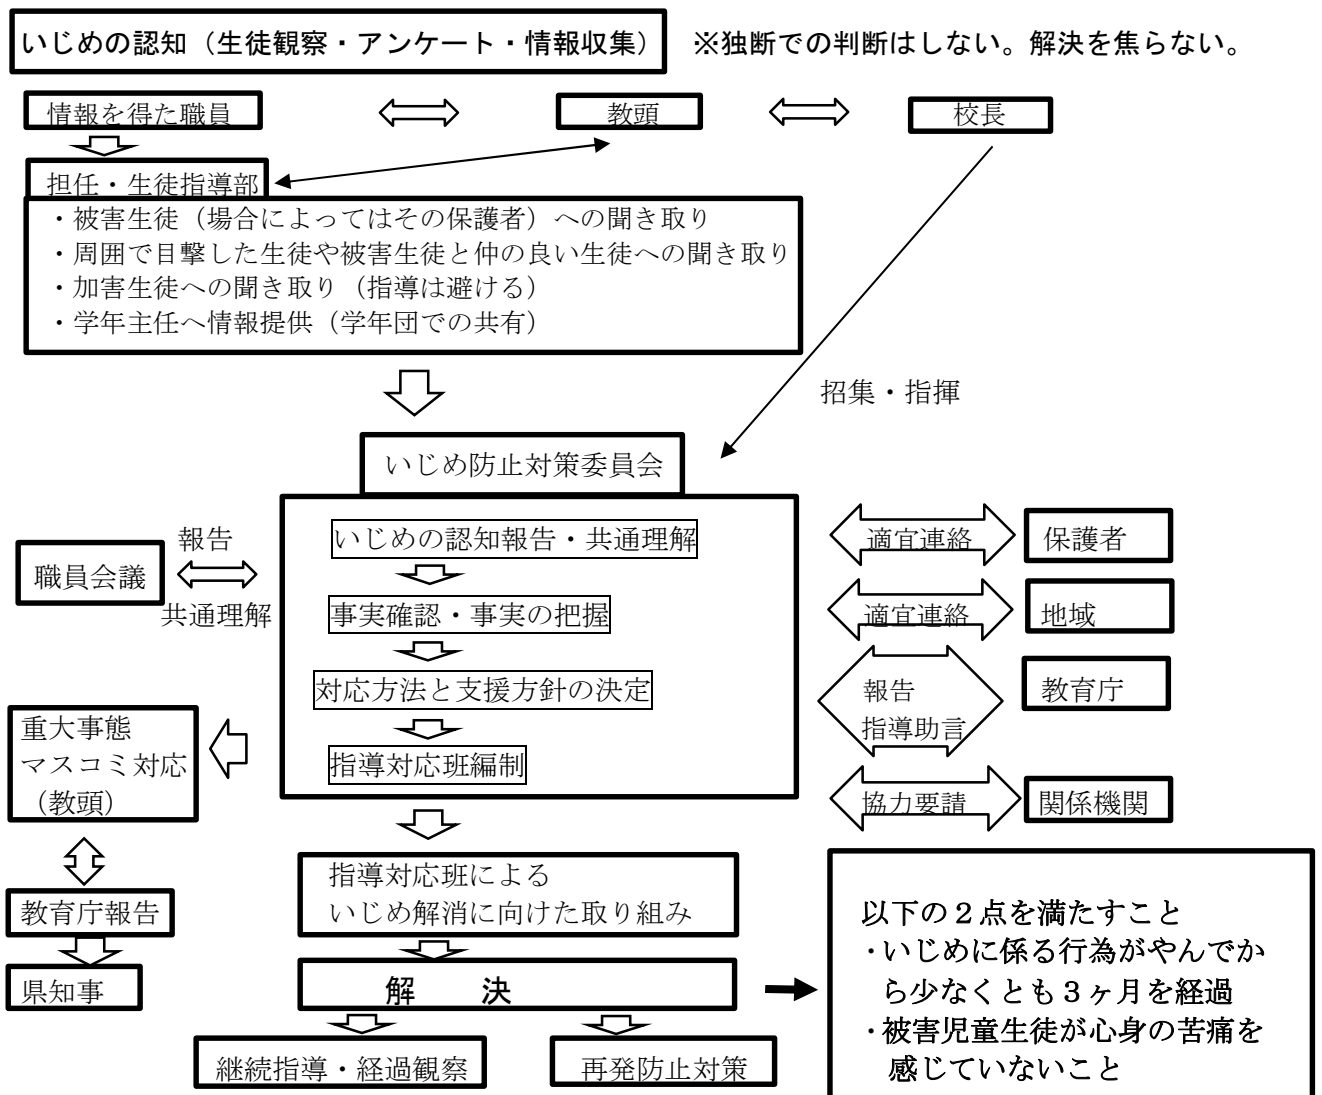 いじめの認知（生徒観察・アンケート・情報収集）
※独断での判断はしない。解決を焦らない。
情報を得た職員
教頭
校長
担任・生徒指導部
・被害生徒（場合によってはその保護者）への聞き取り
・周囲で目撃した生徒や被害生徒と仲の良い生徒への聞き取り
・加害生徒への聞き取り（指導は避ける）
・学年主任へ情報提供（学年団での共有）
招集・指揮
いじめ防止対策委員会
いじめの認知報告・共通理解
事実確認・事実の把握
対応方法と支援方針の決定
指導対応班編制
報告
職員会議
共通理解
適宜連絡
保護者
適宜連絡
地域
報告
指導助言
教育庁
協力要請
関係機関
重大事態
マスコミ対応
（教頭）
教育庁報告
県知事
指導対応班による
いじめ解消に向けた取り組み
解　決
継続指導・経過観察
再発防止対策
以下の２点を満たすこと
・いじめに係る行為がやんでか
ら少なくとも３ヶ月を経過
・被害児童生徒が心身の苦痛を
感じていないこと